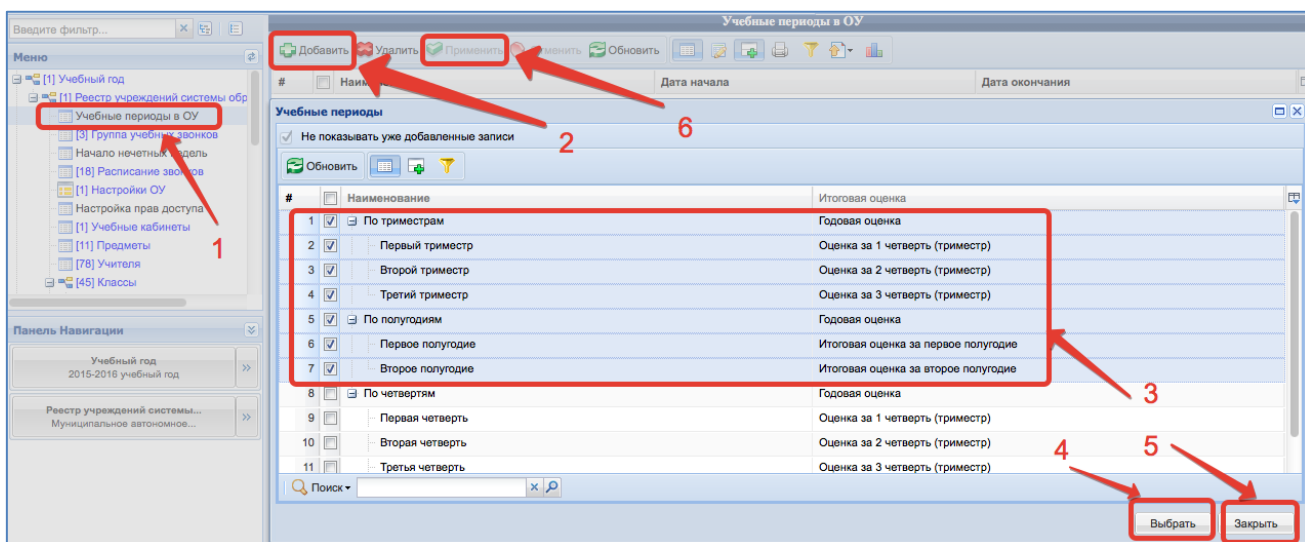 Учебные периоды в ОУ
Введите фильтр...
Меню
[1] Учебный год
[1] Реестр учреждений системы обр
Учебные периоды в ОУ
[3] Группа учебных звонков
Начало нечетных недель
[18] Расписание звонков
[1] Настройки ОУ
Настройка прав доступа
[1] Учебные кабинеты
[11] Предметы
[78] Учителя
[45] Классы
1
Панель Навигации
Учебный год
2015-2016 учебный год
Реестр учреждений системы...
Муниципальное автономное...
Добавить Удалить Применить Обновить
# Дата начала Дата окончания
2 6
Учебные периоды
Не показывать уже добавленные записи
Обновить
# Наименование Итоговая оценка
1 По триместрам Годовая оценка
2 Первый триместр Оценка за 1 четверть (триместр)
3 Второй триместр Оценка за 2 четверть (триместр)
4 Третий триместр Оценка за 3 четверть (триместр)
5 По полугодиям Годовая оценка
6 Первое полугодие Итоговая оценка за первое полугодие
7 Второе полугодие Итоговая оценка за второе полугодие
8 По четвертям Годовая оценка
9 Первая четверть Оценка за 1 четверть (триместр)
10 Вторая четверть Оценка за 2 четверть (триместр)
11 Третья четверть Оценка за 3 четверть (триместр)
3
4 5
Поиск
Выбрать Закрыть